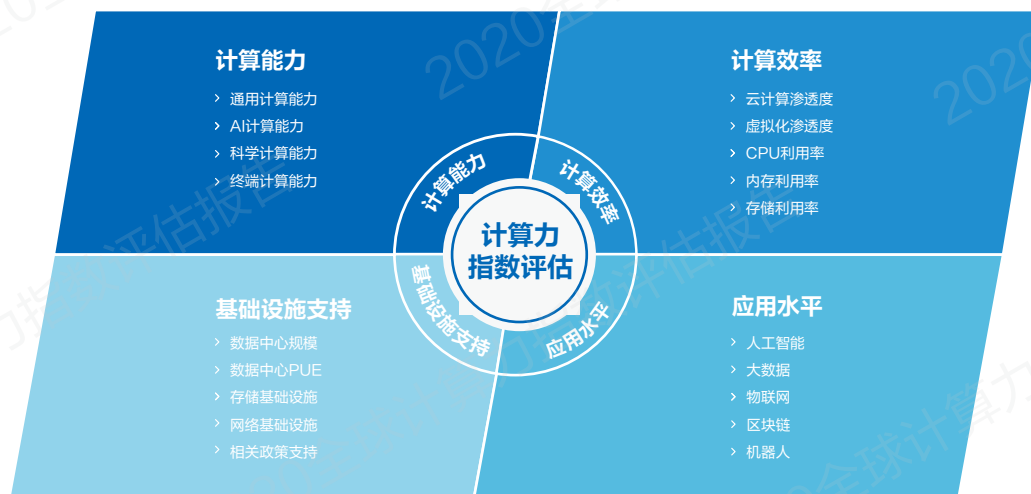 计算能力
通用计算能力
AI计算能力
科学计算能力
终端计算能力
计算效率
云计算渗透度
虚拟化渗透度
CPU利用率
内存利用率
存储利用率
计算能力
计算效率
计算力
指数评估
基础设施支持
应用水平
基础设施支持
数据中心规模
数据中心PUE
存储基础设施
网络基础设施
相关政策支持
应用水平
人工智能
大数据
物联网
区块链
机器人